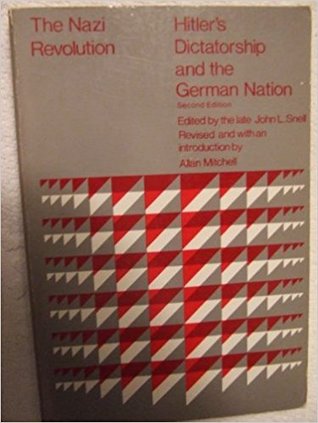 The Nazi
Revolution
Hitler's
Dictatorship
and the
German Nation
Second Edition
Edited by the late John L. Snell
Revised and with an
introduction by
Allan Mitchell